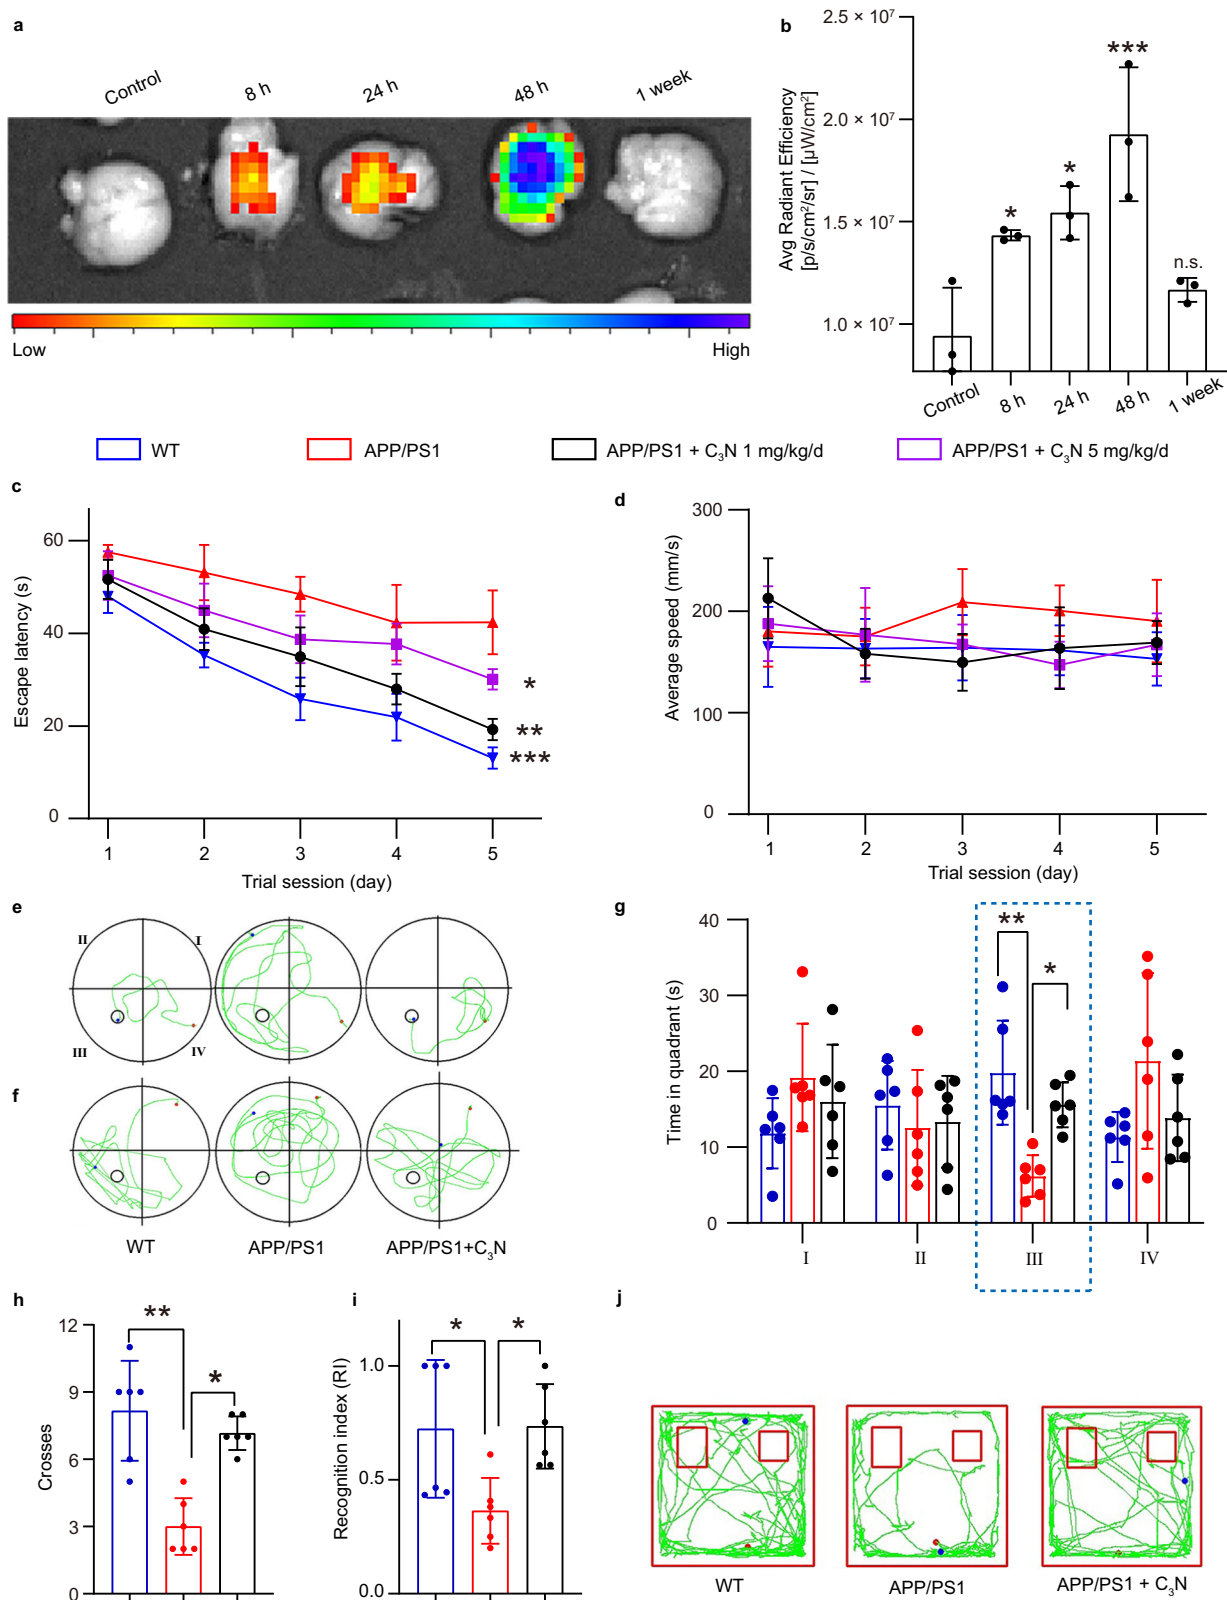 a
Control
8 h
24 h
48 h
1 week
Low
High
b
Avg Radiant Efficiency
[p/s/cm²/sr] / [μW/cm²]
2.5 × 10⁷
2.0 × 10⁷
1.5 × 10⁷
1.0 × 10⁷
***
*
*
n.s.
Control
8 h
24 h
48 h
1 week
WT
APP/PS1
APP/PS1 + C₃N 1 mg/kg/d
APP/PS1 + C₃N 5 mg/kg/d
c
Escape latency (s)
60
40
20
0
*
**
***
1 2 3 4 5
Trial session (day)
d
Average speed (mm/s)
300
200
100
0
1 2 3 4 5
Trial session (day)
e
II
I
III
IV
f
WT
APP/PS1
APP/PS1+C₃N
g
Time in quadrant (s)
40
30
20
10
0
**
*
I II III IV
h
Crosses
12
9
6
3
0
**
*
i
Recognition index (RI)
1.0
0.5
0.0
*
*
j
WT
APP/PS1
APP/PS1 + C₃N